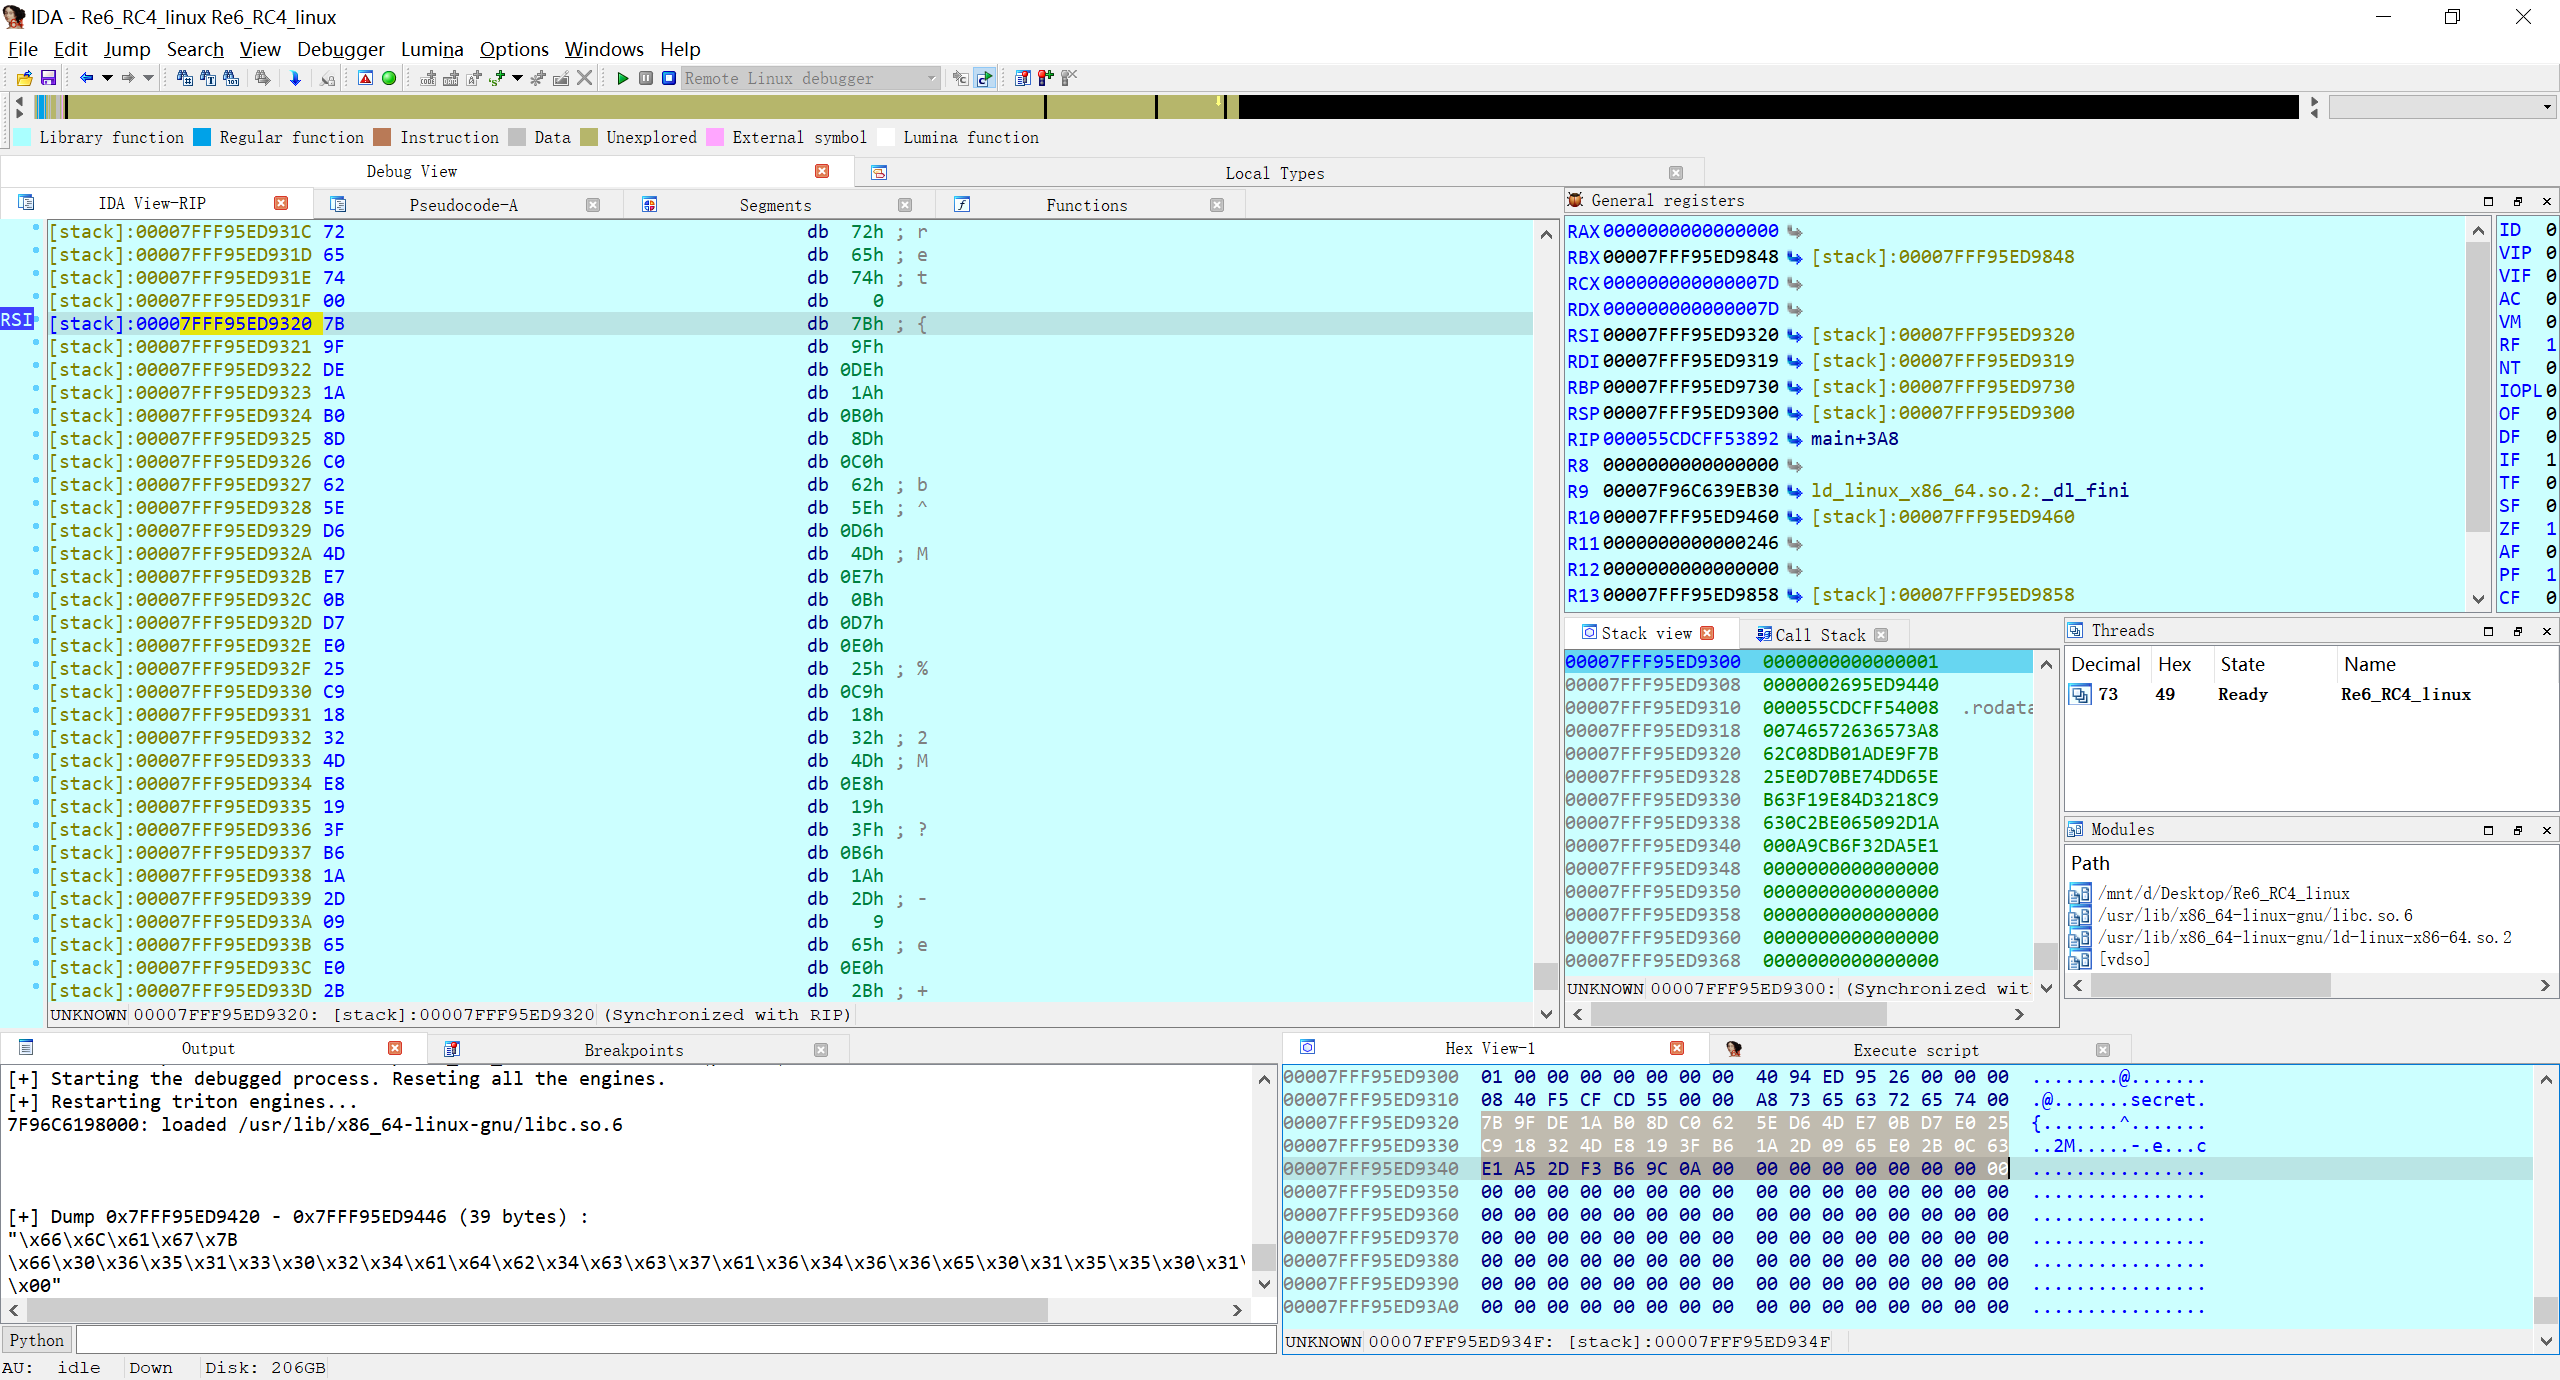 IDA - Re6_RC4_linux Re6_RC4_linux
File Edit Jump Search View Debugger Lumina Options Windows Help
Remote Linux debugger
Library function Regular function Instruction Data Unexplored External symbol Lumina function
Debug View Local Types
IDA View-RIP Pseudocode-A Segments Functions
[stack]:00007FFF95ED931C 72 db 72h ; r
[stack]:00007FFF95ED931D 65 db 65h ; e
[stack]:00007FFF95ED931E 74 db 74h ; t
[stack]:00007FFF95ED931F 00 db 0
RSI [stack]:00007FFF95ED9320 7B db 7Bh ; {
[stack]:00007FFF95ED9321 9F db 9Fh
[stack]:00007FFF95ED9322 DE db 0DEh
[stack]:00007FFF95ED9323 1A db 1Ah
[stack]:00007FFF95ED9324 B0 db 0B0h
[stack]:00007FFF95ED9325 8D db 8Dh
[stack]:00007FFF95ED9326 C0 db 0C0h
[stack]:00007FFF95ED9327 62 db 62h ; b
[stack]:00007FFF95ED9328 5E db 5Eh ; ^
[stack]:00007FFF95ED9329 D6 db 0D6h
[stack]:00007FFF95ED932A 4D db 4Dh ; M
[stack]:00007FFF95ED932B E7 db 0E7h
[stack]:00007FFF95ED932C 0B db 0Bh
[stack]:00007FFF95ED932D D7 db 0D7h
[stack]:00007FFF95ED932E E0 db 0E0h
[stack]:00007FFF95ED932F 25 db 25h ; %
[stack]:00007FFF95ED9330 C9 db 0C9h
[stack]:00007FFF95ED9331 18 db 18h
[stack]:00007FFF95ED9332 32 db 32h ; 2
[stack]:00007FFF95ED9333 4D db 4Dh ; M
[stack]:00007FFF95ED9334 E8 db 0E8h
[stack]:00007FFF95ED9335 19 db 19h
[stack]:00007FFF95ED9336 3F db 3Fh ; ?
[stack]:00007FFF95ED9337 B6 db 0B6h
[stack]:00007FFF95ED9338 1A db 1Ah
[stack]:00007FFF95ED9339 2D db 2Dh ; -
[stack]:00007FFF95ED933A 09 db 9
[stack]:00007FFF95ED933B 65 db 65h ; e
[stack]:00007FFF95ED933C E0 db 0E0h
[stack]:00007FFF95ED933D 2B db 2Bh ; +
UNKNOWN 00007FFF95ED9320: [stack]:00007FFF95ED9320 (Synchronized with RIP)
General registers
RAX 0000000000000000
RBX 00007FFF95ED9848 [stack]:00007FFF95ED9848
RCX 000000000000007D
RDX 000000000000007D
RSI 00007FFF95ED9320 [stack]:00007FFF95ED9320
RDI 00007FFF95ED9319 [stack]:00007FFF95ED9319
RBP 00007FFF95ED9730 [stack]:00007FFF95ED9730
RSP 00007FFF95ED9300 [stack]:00007FFF95ED9300
RIP 000055CDCFF53892 main+3A8
R8 0000000000000000
R9 00007F96C639EB30 ld_linux_x86_64.so.2:_dl_fini
R10 00007FFF95ED9460 [stack]:00007FFF95ED9460
R11 0000000000000246
R12 0000000000000000
R13 00007FFF95ED9858 [stack]:00007FFF95ED9858
ID 0
VIP 0
VIF 0
AC 0
VM 0
RF 1
NT 0
IOPL 0
OF 0
DF 0
IF 1
TF 0
SF 0
ZF 1
AF 0
PF 1
CF 0
Stack view Call Stack
00007FFF95ED9300 0000000000000001
00007FFF95ED9308 0000002695ED9440
00007FFF95ED9310 000055CDCFF54008 .rodata
00007FFF95ED9318 00746572636573A8
00007FFF95ED9320 62C08DB01ADE9F7B
00007FFF95ED9328 25E0D70BE74DD65E
00007FFF95ED9330 B63F19E84D3218C9
00007FFF95ED9338 630C2BE065092D1A
00007FFF95ED9340 000A9CB6F32DA5E1
00007FFF95ED9348 0000000000000000
00007FFF95ED9350 0000000000000000
00007FFF95ED9358 0000000000000000
00007FFF95ED9360 0000000000000000
00007FFF95ED9368 0000000000000000
UNKNOWN 00007FFF95ED9300: (Synchronized wit
Threads
Decimal Hex State Name
73 49 Ready Re6_RC4_linux
Modules
Path
/mnt/d/Desktop/Re6_RC4_linux
/usr/lib/x86_64-linux-gnu/libc.so.6
/usr/lib/x86_64-linux-gnu/ld-linux-x86-64.so.2
[vdso]
Output Breakpoints
[+] Starting the debugged process. Reseting all the engines.
[+] Restarting triton engines...
7F96C6198000: loaded /usr/lib/x86_64-linux-gnu/libc.so.6
[+] Dump 0x7FFF95ED9420 - 0x7FFF95ED9446 (39 bytes) :
"\x66\x6C\x61\x67\x7B
\x66\x30\x36\x35\x31\x33\x30\x32\x34\x61\x64\x62\x34\x63\x63\x37\x61\x36\x34\x36\x36\x65\x30\x31\x35\x35\x30\x31\
\x00"
Python
Hex View-1 Execute script
00007FFF95ED9300 01 00 00 00 00 00 00 00 40 94 ED 95 26 00 00 00 ........@.......
00007FFF95ED9310 08 40 F5 CF CD 55 00 00 A8 73 65 63 72 65 74 00 .@.......secret.
00007FFF95ED9320 7B 9F DE 1A B0 8D C0 62 5E D6 4D E7 0B D7 E0 25 {.......^.......
00007FFF95ED9330 C9 18 32 4D E8 19 3F B6 1A 2D 09 65 E0 2B 0C 63 ..2M.....-.e...c
00007FFF95ED9340 E1 A5 2D F3 B6 9C 0A 00 00 00 00 00 00 00 00 00 ................
00007FFF95ED9350 00 00 00 00 00 00 00 00 00 00 00 00 00 00 00 00 ................
00007FFF95ED9360 00 00 00 00 00 00 00 00 00 00 00 00 00 00 00 00 ................
00007FFF95ED9370 00 00 00 00 00 00 00 00 00 00 00 00 00 00 00 00 ................
00007FFF95ED9380 00 00 00 00 00 00 00 00 00 00 00 00 00 00 00 00 ................
00007FFF95ED9390 00 00 00 00 00 00 00 00 00 00 00 00 00 00 00 00 ................
00007FFF95ED93A0 00 00 00 00 00 00 00 00 00 00 00 00 00 00 00 00 ................
UNKNOWN 00007FFF95ED934F: [stack]:00007FFF95ED934F
AU: idle Down Disk: 206GB